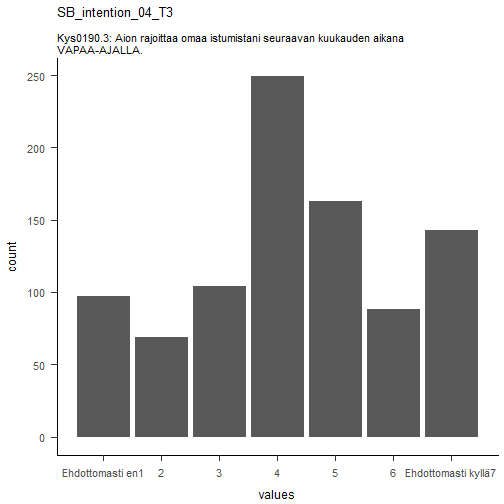 SB_intention_04_T3
Kys0190.3: Aion rajoittaa omaa istumistani seuraavan kuukauden aikana
VAPAA-AJALLA.
250
200
150
100
50
0
count
Ehdottomasti en1 2 3 4 5 6 Ehdottomasti kyllä7
values